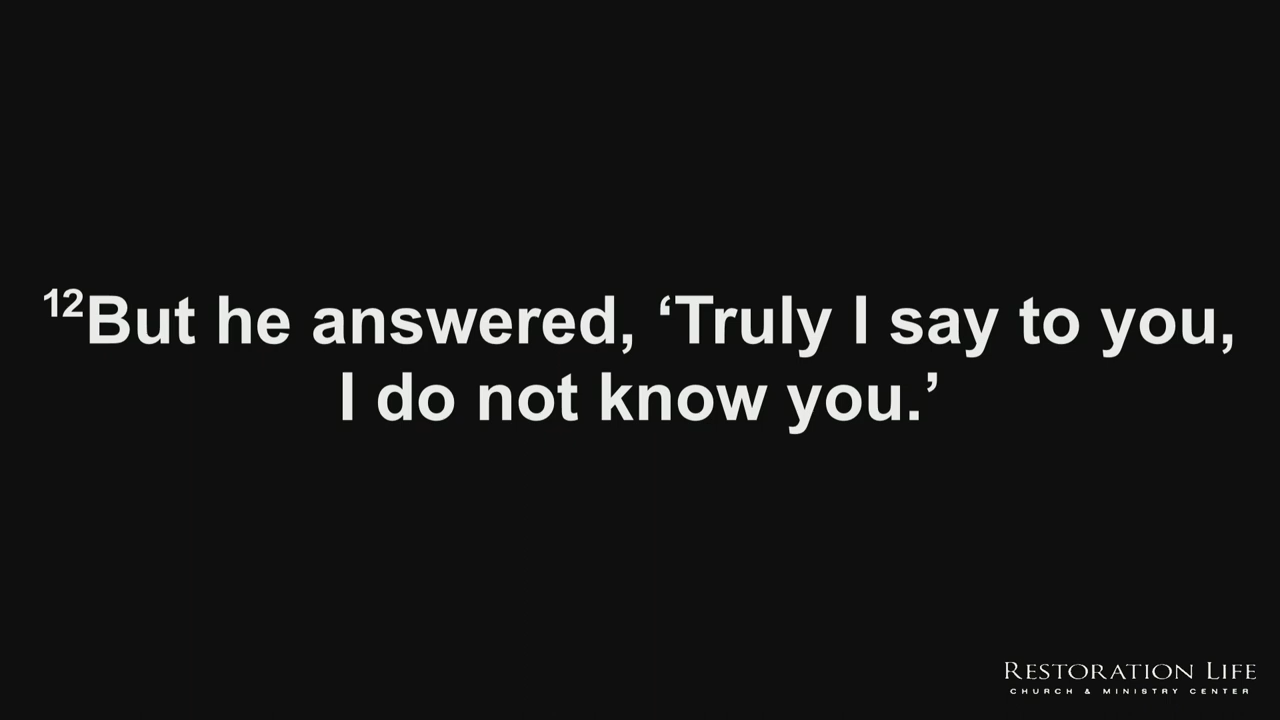 ¹²But he answered, ‘Truly I say to you,
I do not know you.’
RESTORATION LIFE
CHURCH & MINISTRY CENTER